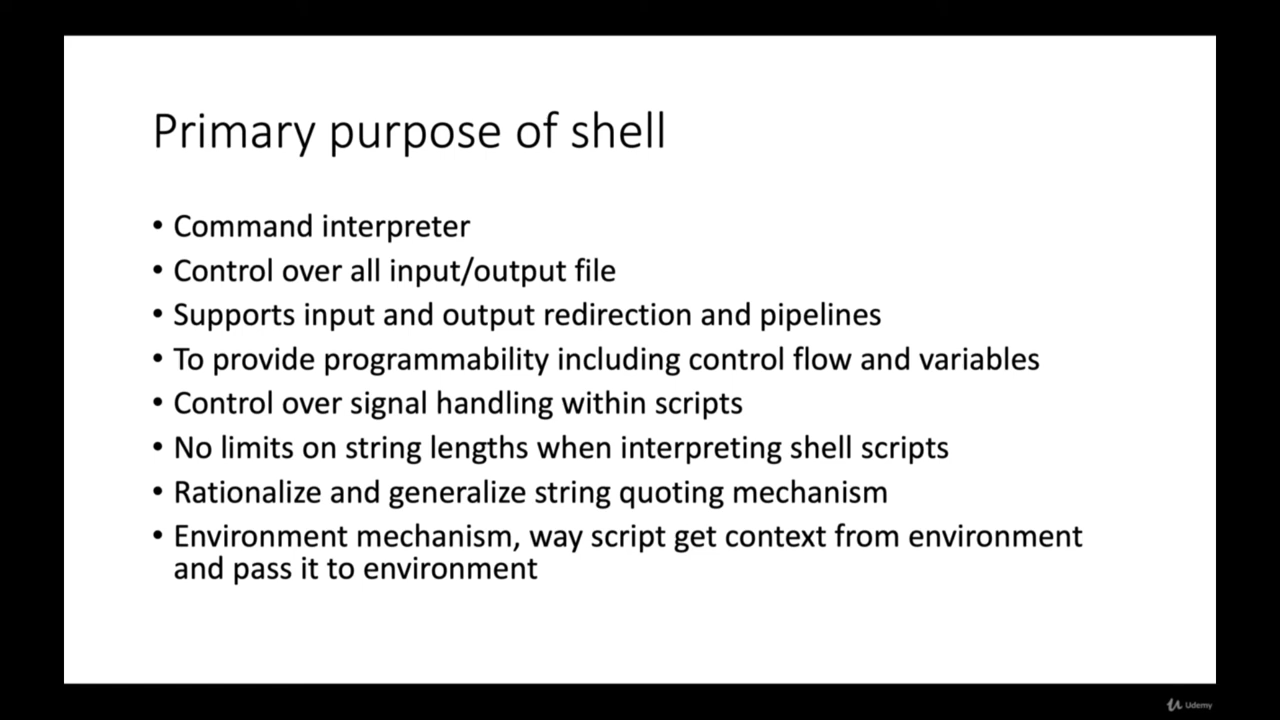 Primary purpose of shell
• Command interpreter
• Control over all input/output file
• Supports input and output redirection and pipelines
• To provide programmability including control flow and variables
• Control over signal handling within scripts
• No limits on string lengths when interpreting shell scripts
• Rationalize and generalize string quoting mechanism
• Environment mechanism, way script get context from environment
and pass it to environment
Udemy